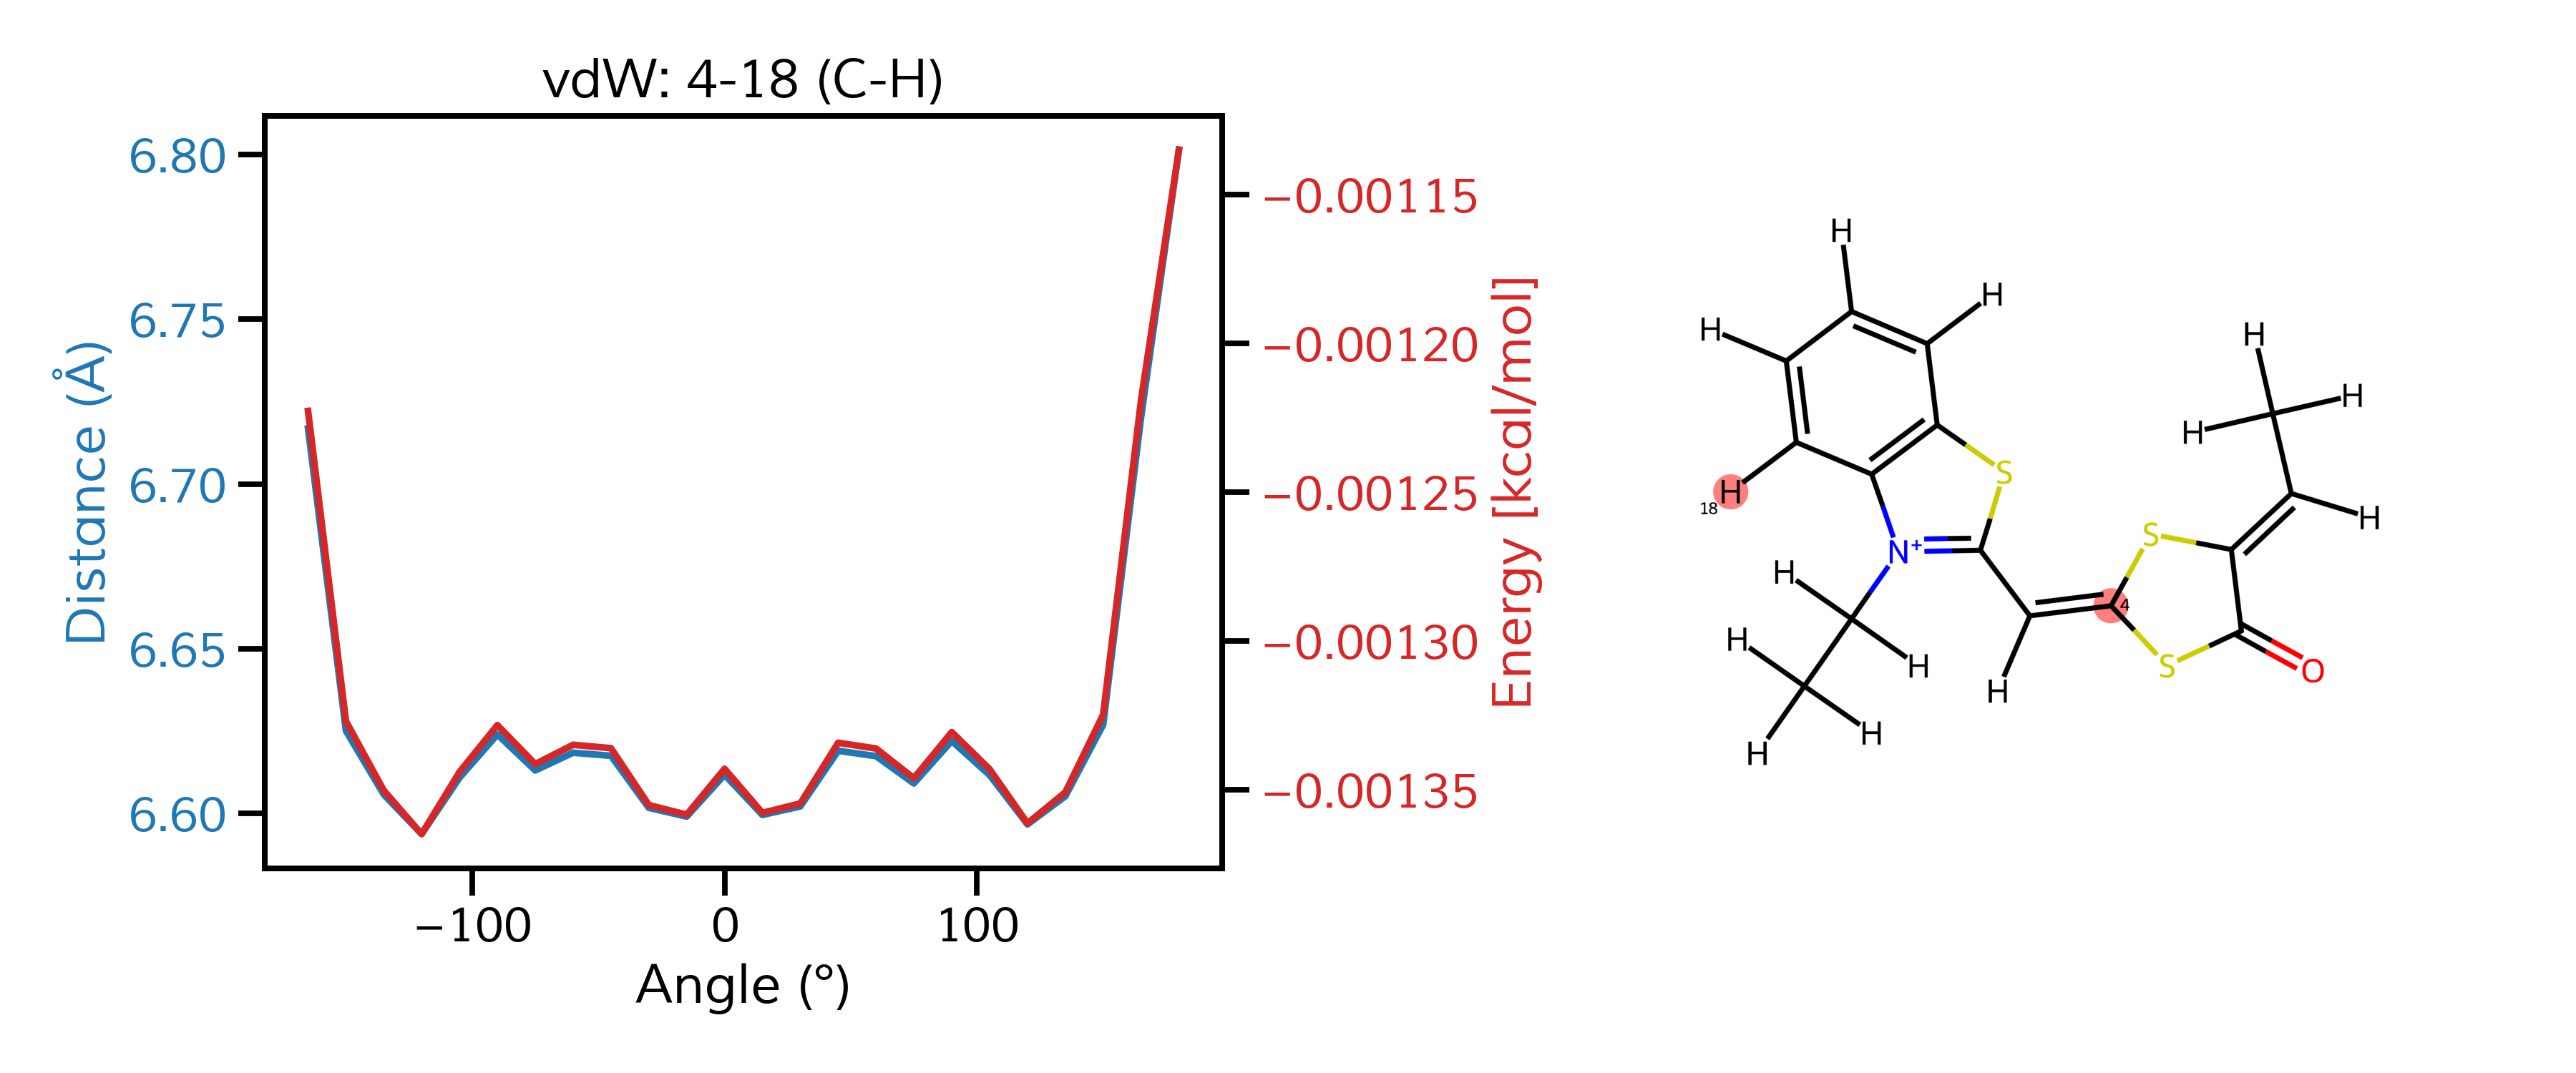 vdW: 4-18 (C-H)
6.80
6.75
6.70
6.65
6.60
Distance (Å)
−0.00115
−0.00120
−0.00125
−0.00130
−0.00135
Energy [kcal/mol]
−100
0
100
Angle (°)
H
H
H
H
H
H
S
H
18
H
S
N⁺
H
4
H
H
S
O
H
H
H
H